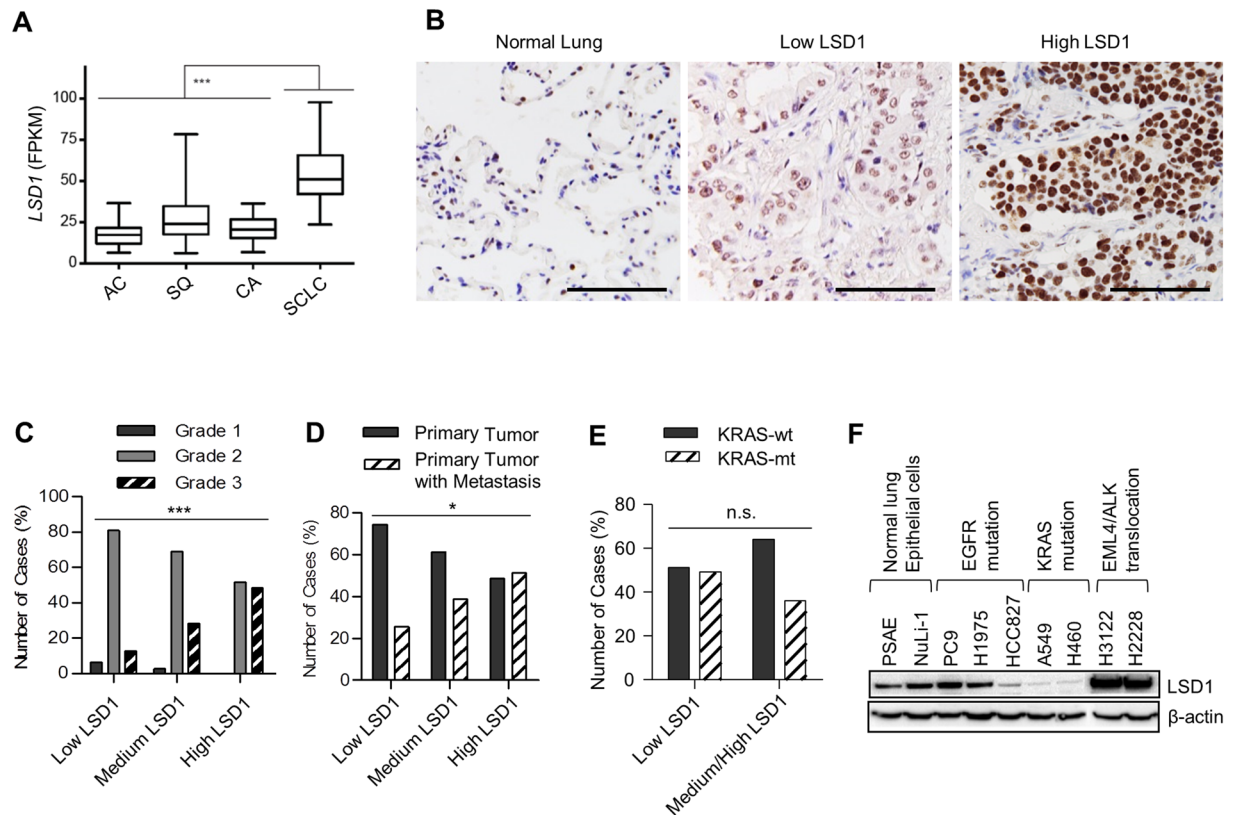 A
LSD1 (FPKM)
100
75
50
25
0
***
AC
SQ
CA
SCLC
B
Normal Lung
Low LSD1
High LSD1
C
Grade 1
Grade 2
Grade 3
Number of Cases (%)
100
80
60
40
20
0
***
Low LSD1
Medium LSD1
High LSD1
D
Primary Tumor
Primary Tumor
with Metastasis
Number of Cases (%)
80
60
40
20
0
*
Low LSD1
Medium LSD1
High LSD1
E
KRAS-wt
KRAS-mt
Number of Cases (%)
80
60
40
20
0
n.s.
Low LSD1
Medium/High LSD1
F
Normal lung
Epithelial cells
EGFR
mutation
KRAS
mutation
EML4/ALK
translocation
PSAE
NuLi-1
PC9
H1975
HCC827
A549
H460
H3122
H2228
LSD1
β-actin